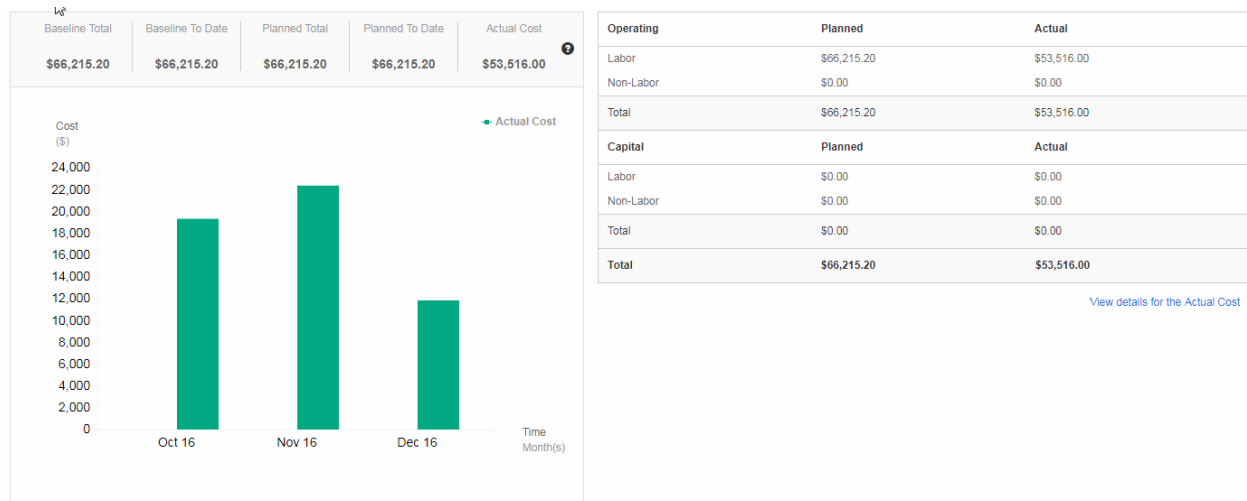 Baseline Total Baseline To Date Planned Total Planned To Date Actual Cost
$66,215.20 $66,215.20 $66,215.20 $66,215.20 $53,516.00 ?
Cost
($)
Actual Cost
24,000
22,000
20,000
18,000
16,000
14,000
12,000
10,000
8,000
6,000
4,000
2,000
0
Oct 16 Nov 16 Dec 16
Time
Month(s)
Operating Planned Actual
Labor $66,215.20 $53,516.00
Non-Labor $0.00 $0.00
Total $66,215.20 $53,516.00
Capital Planned Actual
Labor $0.00 $0.00
Non-Labor $0.00 $0.00
Total $0.00 $0.00
Total $66,215.20 $53,516.00
View details for the Actual Cost